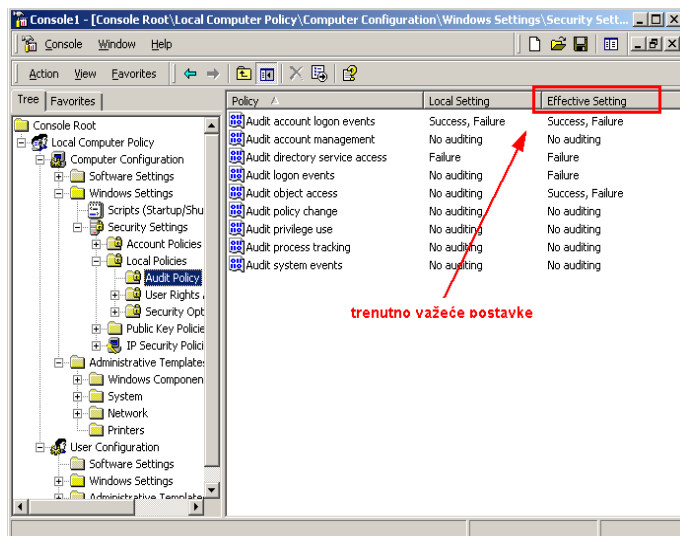 Console1 - [Console Root\Local Computer Policy\Computer Configuration\Windows Settings\Security Sett...
Console Window Help
Action View Favorites
Tree Favorites
Console Root
Local Computer Policy
Computer Configuration
Software Settings
Windows Settings
Scripts (Startup/Shu
Security Settings
Account Policies
Local Policies
Audit Policy
User Rights
Security Opt
Public Key Policie
IP Security Polici
Administrative Template
Windows Componen
System
Network
Printers
User Configuration
Software Settings
Windows Settings
Administrative Template
Policy Local Setting Effective Setting
Audit account logon events Success, Failure Success, Failure
Audit account management No auditing No auditing
Audit directory service access Failure Failure
Audit logon events No auditing Failure
Audit object access No auditing Success, Failure
Audit policy change No auditing No auditing
Audit privilege use No auditing No auditing
Audit process tracking No auditing No auditing
Audit system events No auditing No auditing
trenutno važeće postavke